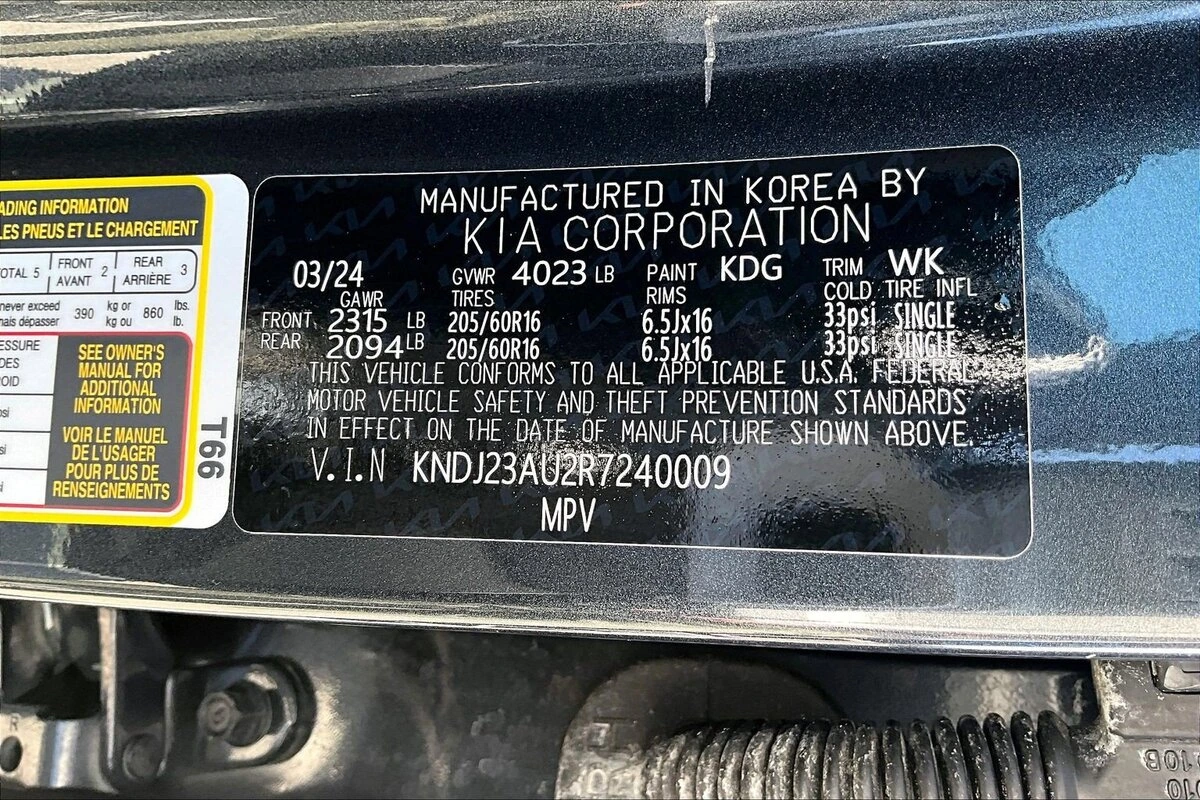 ADING INFORMATION
LES PNEUS ET LE CHARGEMENT
TOTAL 5 FRONT AVANT 2 REAR ARRIÈRE 3
never exceed kg or lbs.
mais dépasser 390 kg ou 860 lb.
SEE OWNER'S
MANUAL FOR
ADDITIONAL
INFORMATION
VOIR LE MANUEL
DE L'USAGER
POUR PLUS DE
RENSEIGNEMENTS
T66
MANUFACTURED IN KOREA BY
KIA CORPORATION
03/24 GVWR 4023 LB PAINT KDG TRIM WK
GAWR TIRES RIMS COLD TIRE INFL
FRONT 2315 LB 205/60R16 6.5Jx16 33psi SINGLE
REAR 2094 LB 205/60R16 6.5Jx16 33psi SINGLE
THIS VEHICLE CONFORMS TO ALL APPLICABLE U.S.A. FEDERAL
MOTOR VEHICLE SAFETY AND THEFT PREVENTION STANDARDS
IN EFFECT ON THE DATE OF MANUFACTURE SHOWN ABOVE.
V.I.N KNDJ23AU2R7240009
MPV